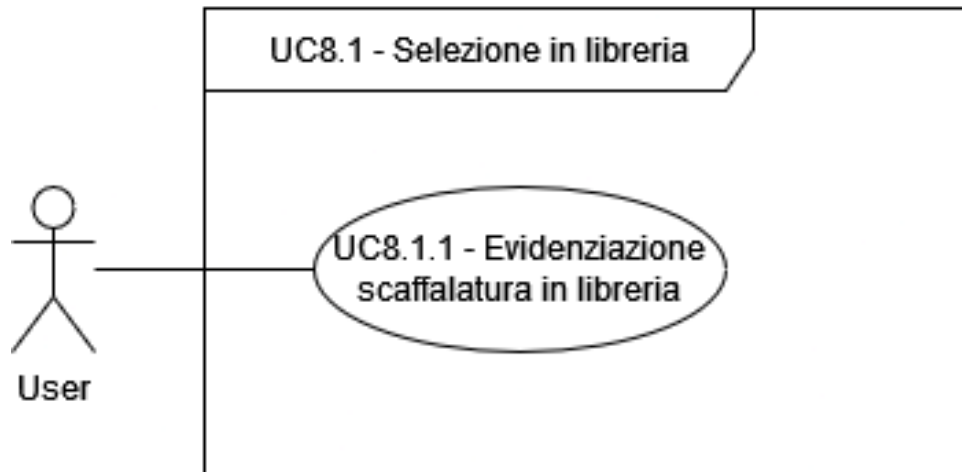 UC8.1 - Selezione in libreria
UC8.1.1 - Evidenziazione
scaffalatura in libreria
User